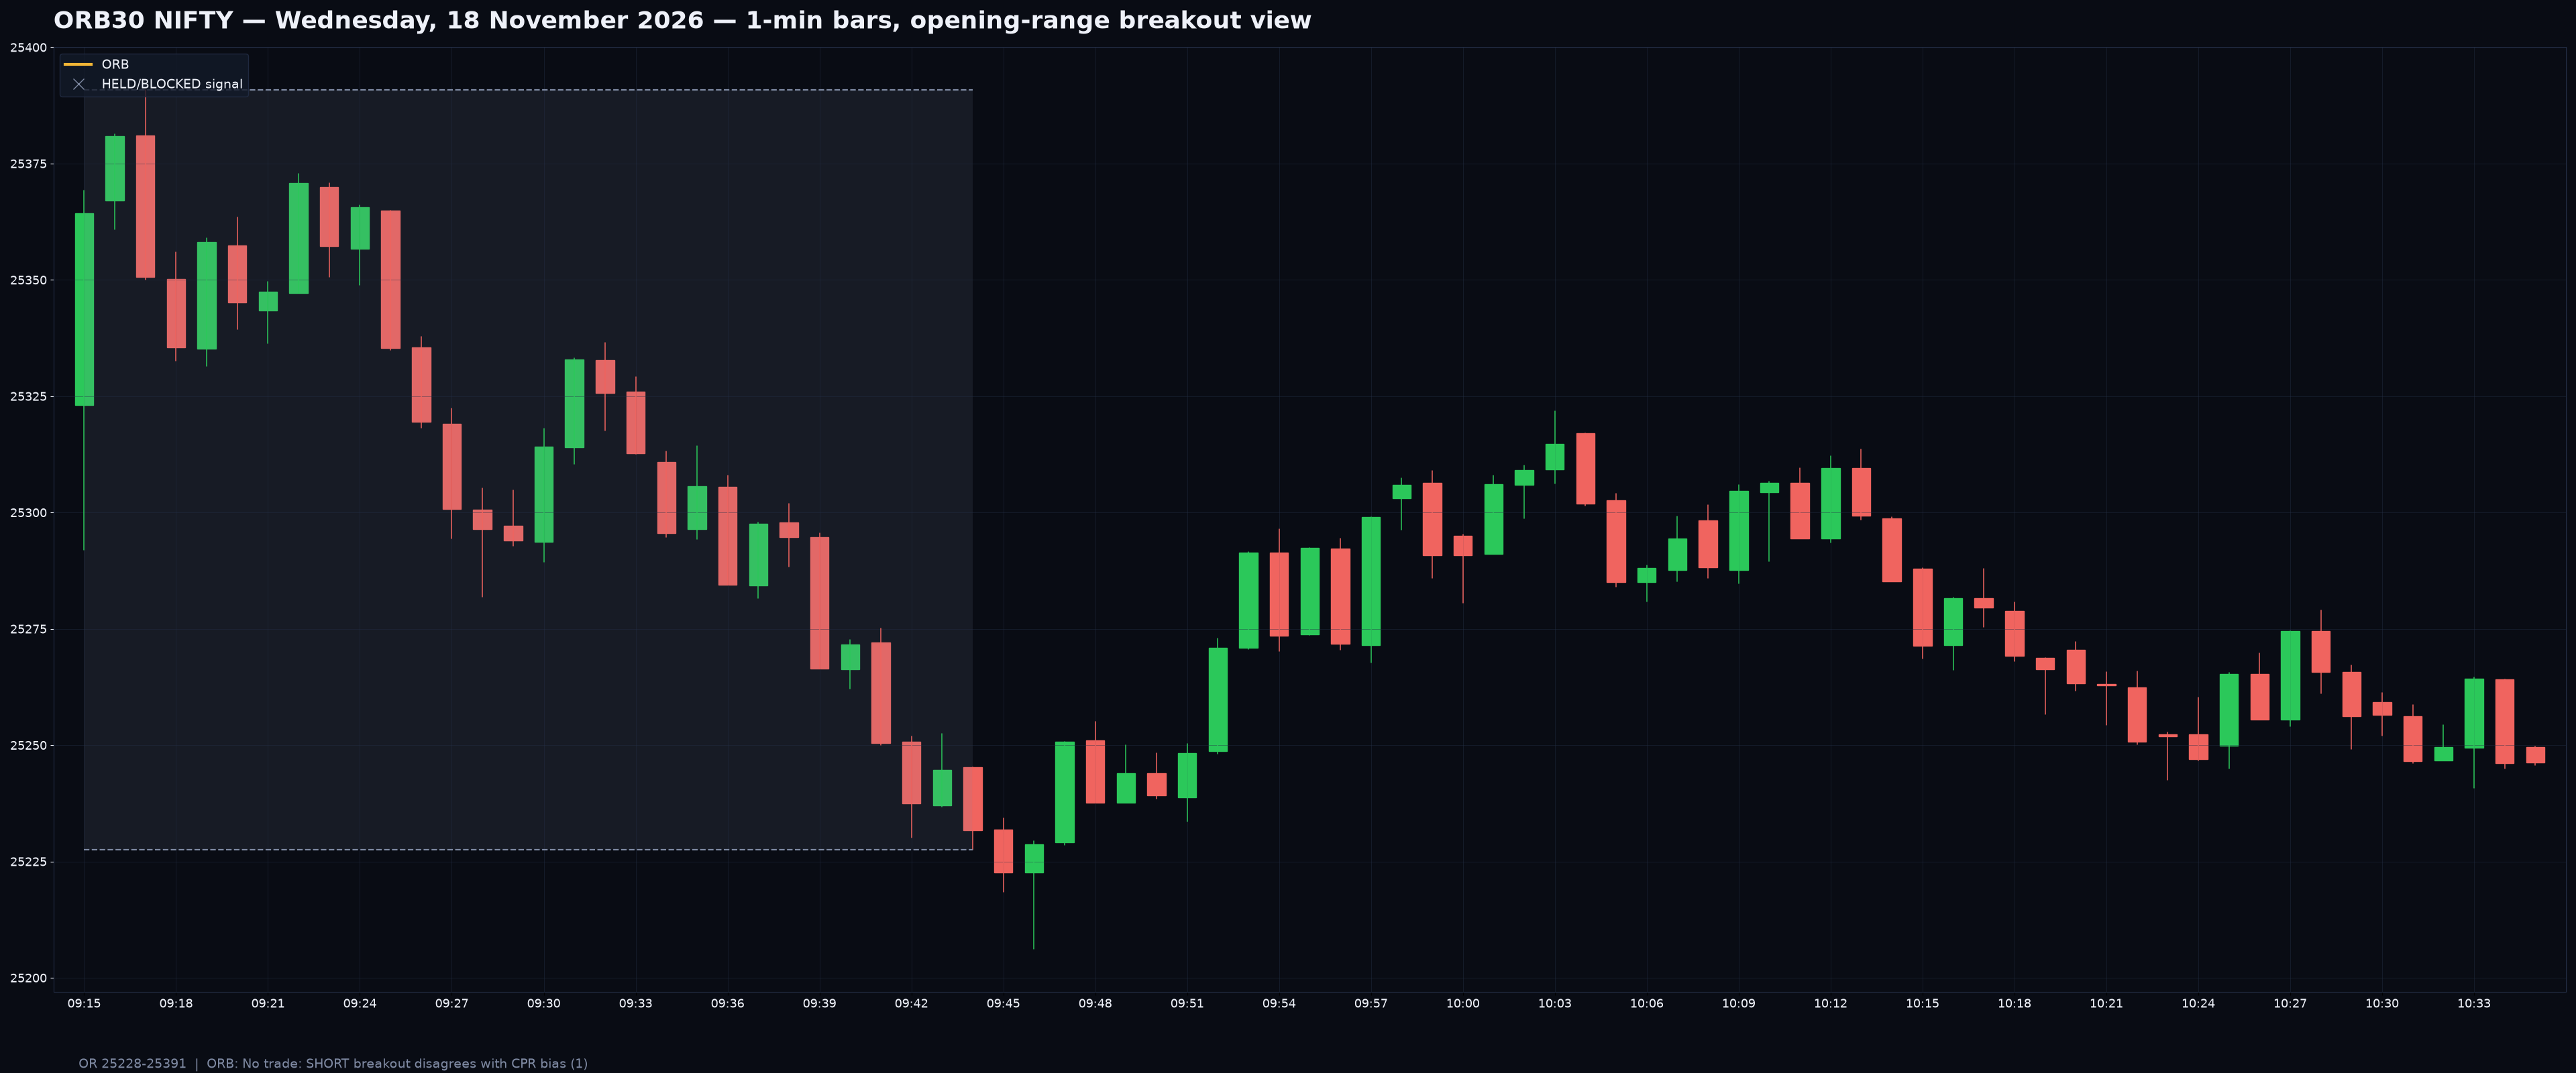 ORB30 NIFTY — Wednesday, 18 November 2026 — 1-min bars, opening-range breakout view
25400
ORB
HELD/BLOCKED signal
25375
25350
25325
25300
25275
25250
25225
25200
09:15 09:18 09:21 09:24 09:27 09:30 09:33 09:36 09:39 09:42 09:45 09:48 09:51 09:54 09:57 10:00 10:03 10:06 10:09 10:12 10:15 10:18 10:21 10:24 10:27 10:30 10:33
OR 25228-25391 | ORB: No trade: SHORT breakout disagrees with CPR bias (1)